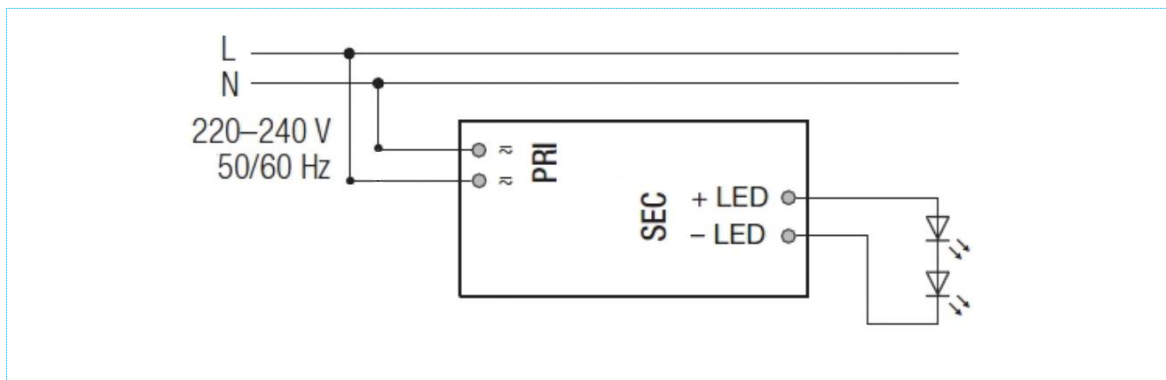 L
N
220–240 V
50/60 Hz
≂
≂
PRI
SEC
+ LED
– LED